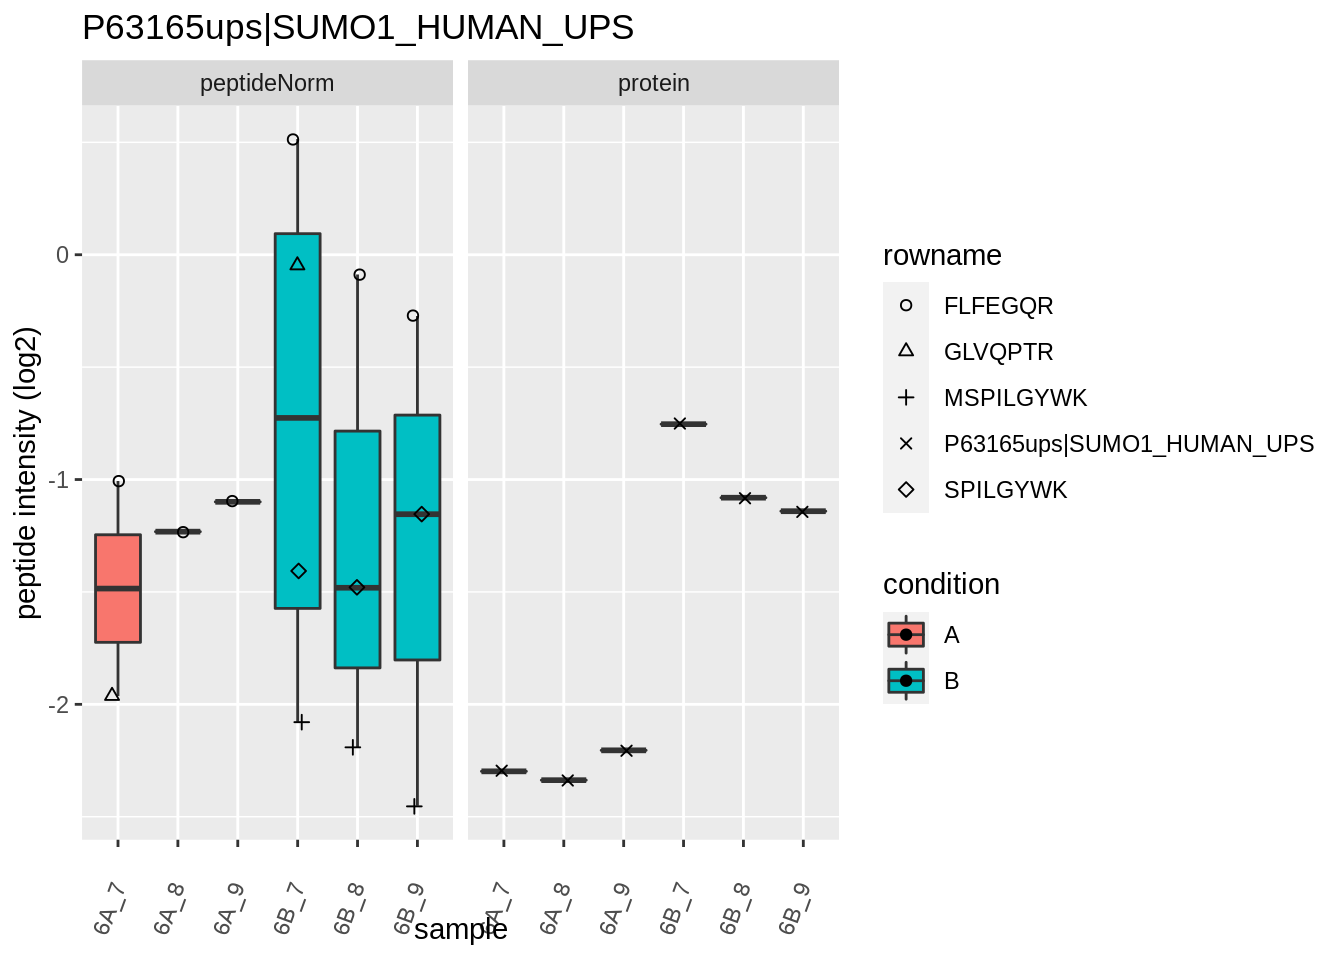 P63165ups|SUMO1_HUMAN_UPS
peptideNorm
protein
peptide intensity (log2)
0
-1
-2
6A_7
6A_8
6A_9
6B_7
6B_8
6B_9
6A_7
6A_8
6A_9
6B_7
6B_8
6B_9
sample
rowname
FLFEGQR
GLVQPTR
MSPILGYWK
P63165ups|SUMO1_HUMAN_UPS
SPILGYWK
condition
A
B